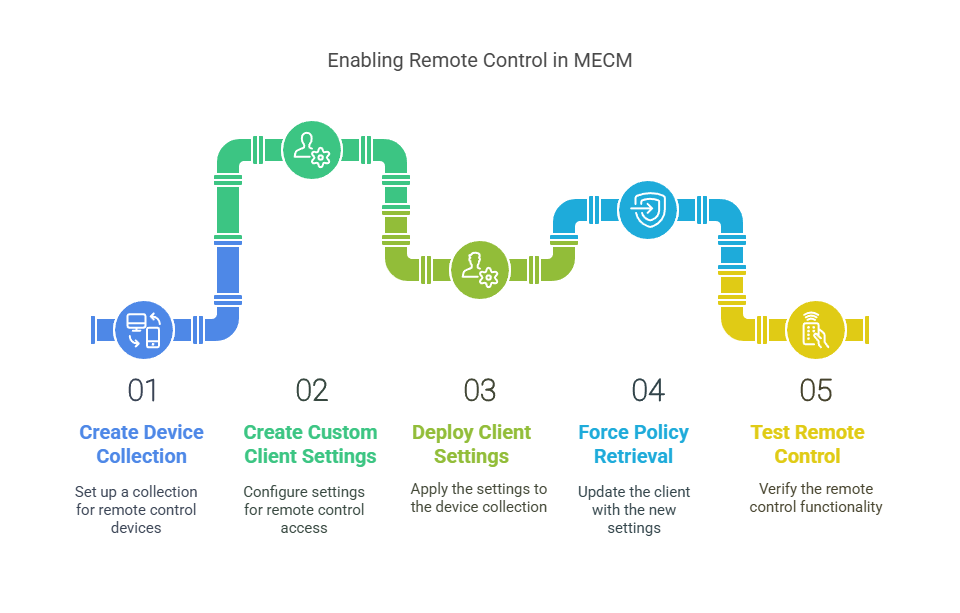 Enabling Remote Control in MECM
01
Create Device
Collection
Set up a collection
for remote control
devices
02
Create Custom
Client Settings
Configure settings
for remote control
access
03
Deploy Client
Settings
Apply the settings to
the device collection
04
Force Policy
Retrieval
Update the client
with the new
settings
05
Test Remote
Control
Verify the remote
control functionality